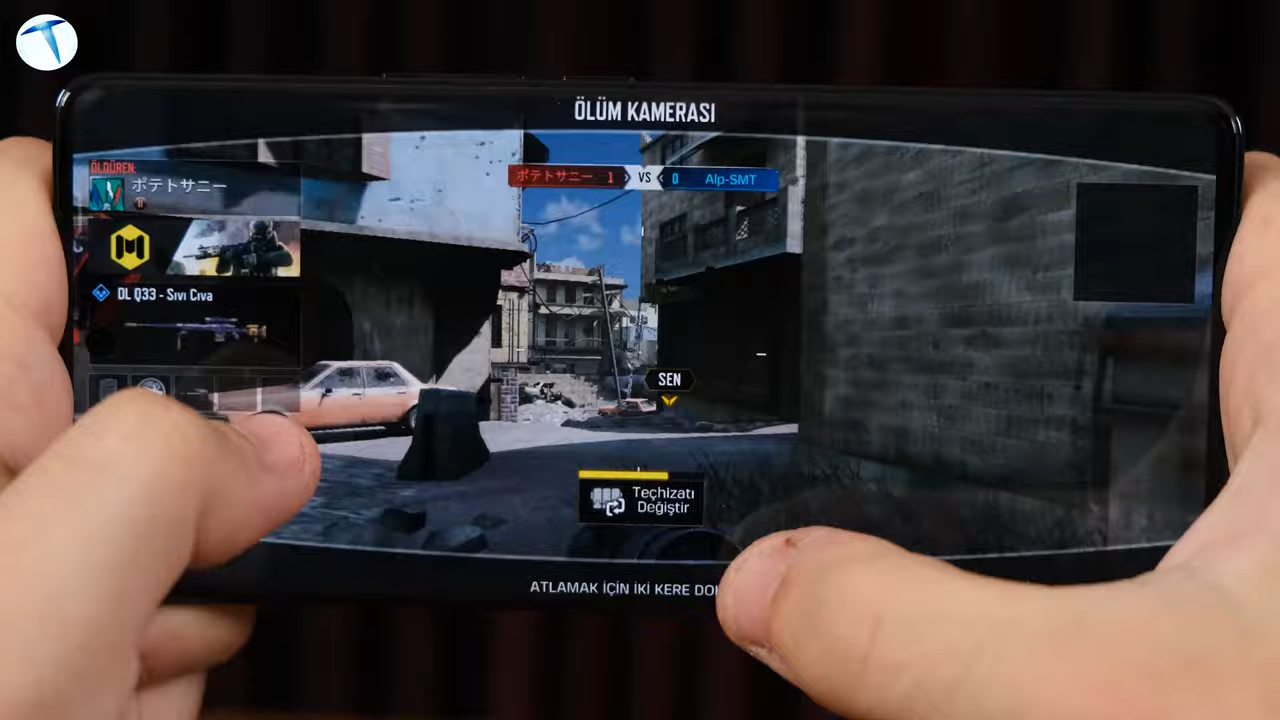 ÖLÜM KAMERASI
ÖLDÜREN:
ポテトサニー
ポテトサニー 1 VS 0 Alp-SMT
DL Q33 - Sıvı Cıva
SEN
Teçhizatı
Değiştir
ATLAMAK İÇİN İKİ KERE